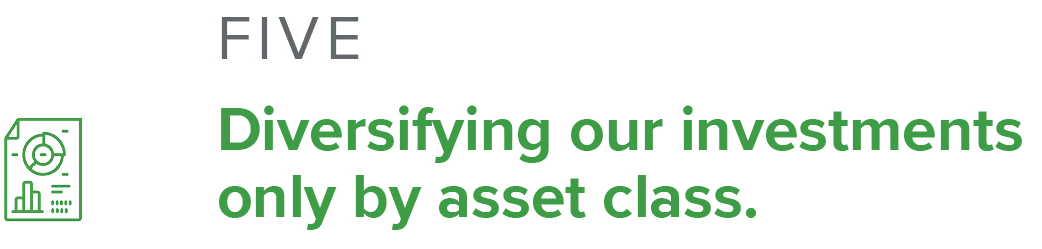 FIVE
Diversifying our investments
only by asset class.